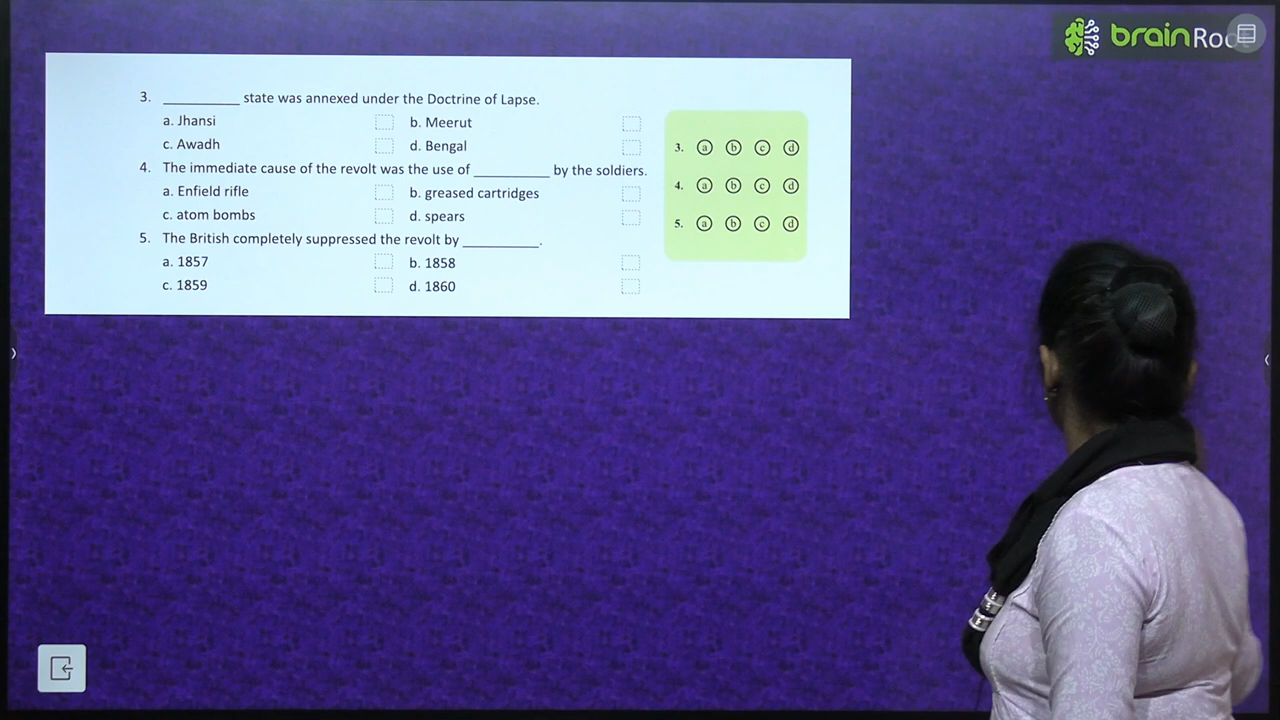 brainRoo
3. __________ state was annexed under the Doctrine of Lapse.
a. Jhansi b. Meerut
c. Awadh d. Bengal
4. The immediate cause of the revolt was the use of __________ by the soldiers.
a. Enfield rifle b. greased cartridges
c. atom bombs d. spears
5. The British completely suppressed the revolt by __________.
a. 1857 b. 1858
c. 1859 d. 1860
3. a b c d
4. a b c d
5. a b c d